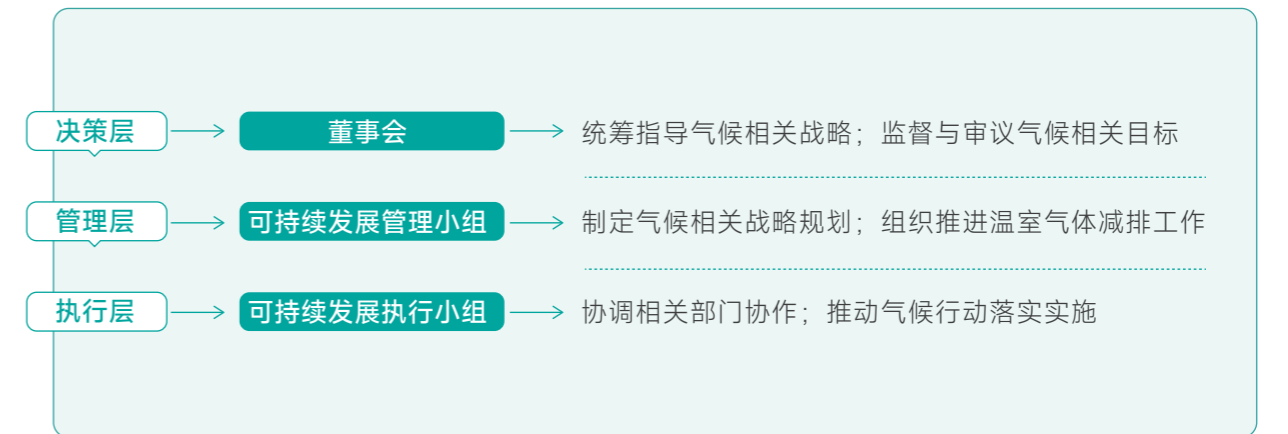 决策层 董事会 统筹指导气候相关战略；监督与审议气候相关目标
管理层 可持续发展管理小组 制定气候相关战略规划；组织推进温室气体减排工作
执行层 可持续发展执行小组 协调相关部门协作；推动气候行动落实实施